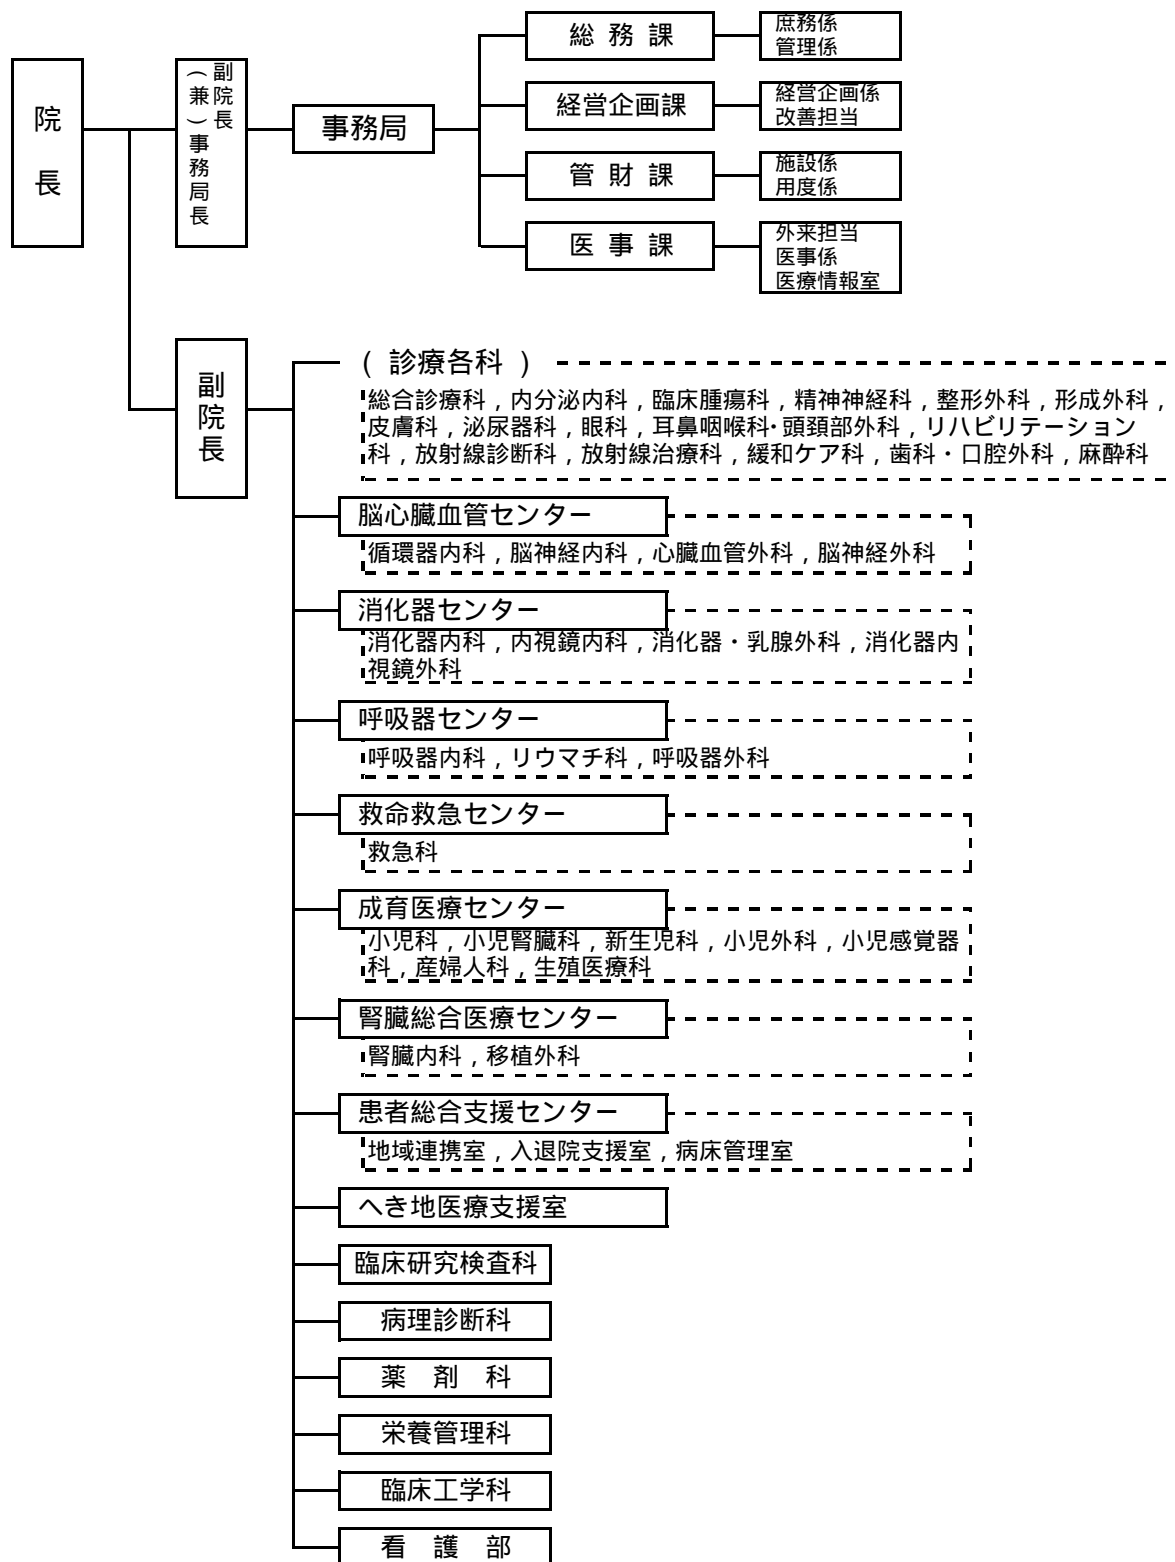 院長
副院長
（兼）事務局長
事務局
総務課
庶務係
管理係
経営企画課
経営企画係
改善担当
管財課
施設係
用度係
医事課
外来担当
医事係
医療情報室
副院長
(診療各科)
総合診療科，内分泌内科，臨床腫瘍科，精神神経科，整形外科，形成外科，
皮膚科，泌尿器科，眼科，耳鼻咽喉科・頭頚部外科，リハビリテーション
科，放射線診断科，放射線治療科，緩和ケア科，歯科・口腔外科，麻酔科
脳心臓血管センター
循環器内科，脳神経内科，心臓血管外科，脳神経外科
消化器センター
消化器内科，内視鏡内科，消化器・乳腺外科，消化器内
視鏡外科
呼吸器センター
呼吸器内科，リウマチ科，呼吸器外科
救命救急センター
救急科
成育医療センター
小児科，小児腎臓科，新生児科，小児外科，小児感覚器
科，産婦人科，生殖医療科
腎臓総合医療センター
腎臓内科，移植外科
患者総合支援センター
地域連携室，入退院支援室，病床管理室
へき地医療支援室
臨床研究検査科
病理診断科
薬剤科
栄養管理科
臨床工学科
看護部